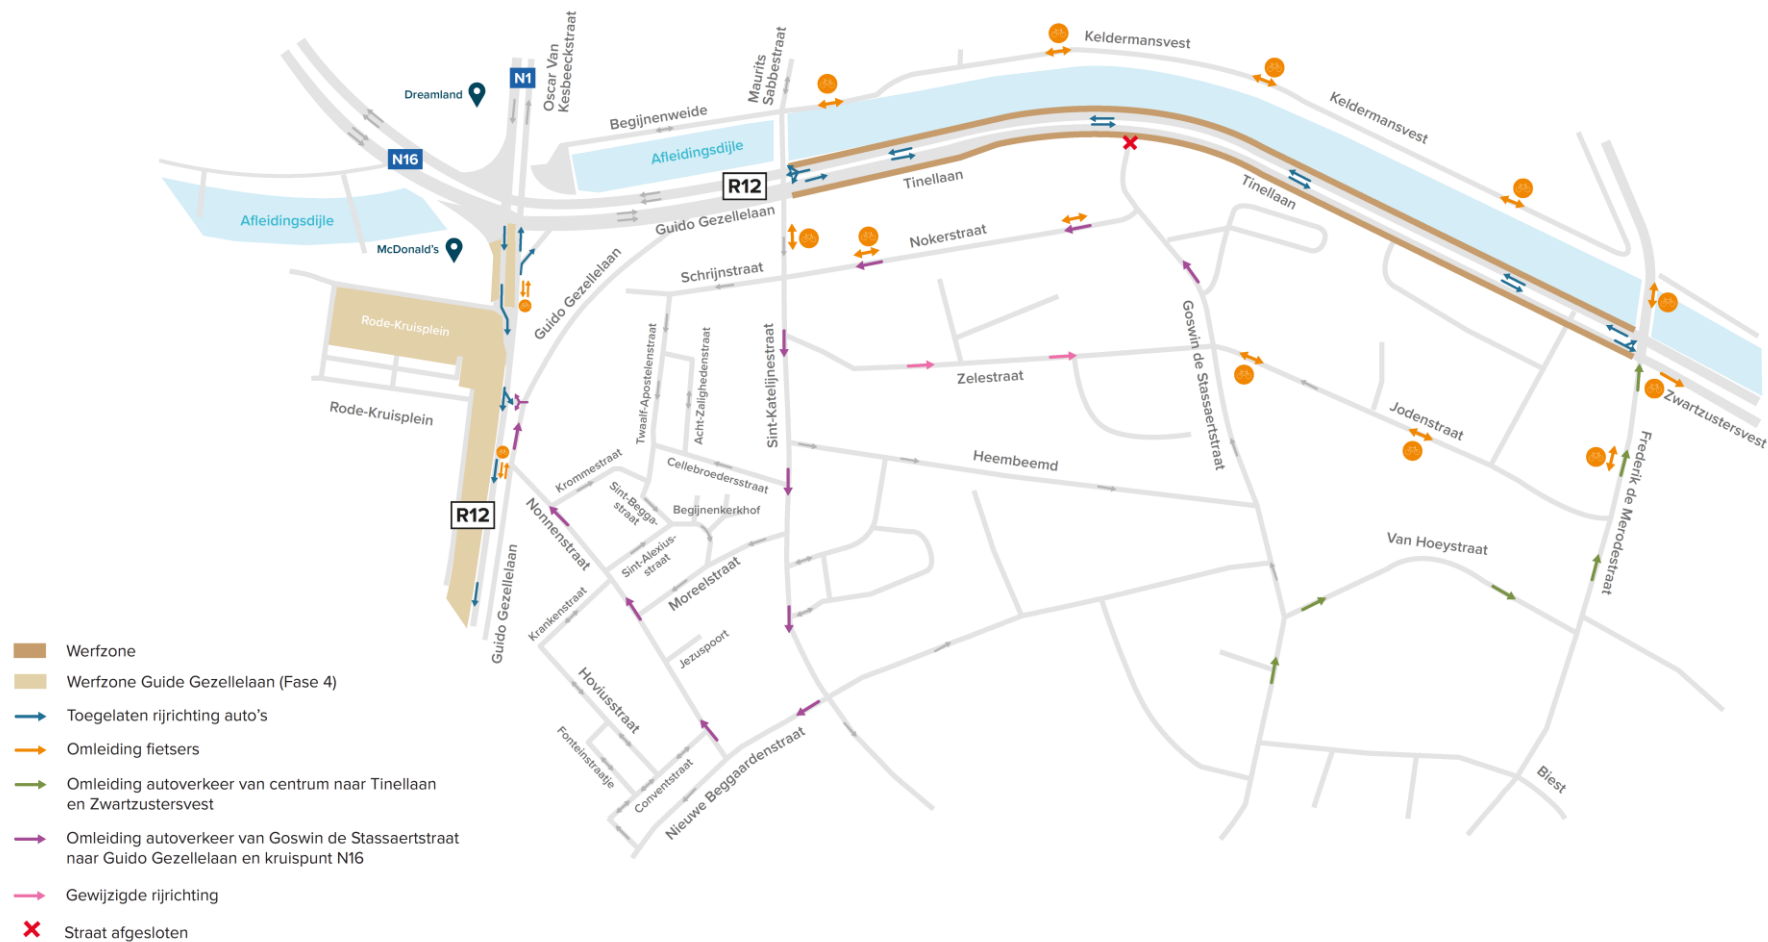 Oscar Van
Kesbeeckstraat
Maurits
Sabbestraat
Keldermansvest
N1
Dreamland
Begijnenweide
Keldermansvest
N16
Afleidingsdijle
R12
Tinellaan
Tinellaan
Afleidingsdijle
Guido Gezellelaan
McDonald's
Nokerstraat
Schrijnstraat
Guido Gezellelaan
Rode-Kruisplein
Goswin de Stassaertstraat
Twaalf-Apostelenstraat
Acht-Zalighedenstraat
Sint-Katelijnestraat
Zelestraat
Rode-Kruisplein
Jodenstraat
Zwartzustersvest
Frederik de Merodestraat
Krommestraat
Cellebroedersstraat
Heembeemd
Sint-Begga-
straat
Begijnenkerkhof
R12
Nonnenstraat
Sint-Alexius-
straat
Moreelstraat
Van Hoeystraat
Guido Gezellelaan
Krankenstraat
Jezuspoort
Hoviusstraat
Fonteinstraatje
Conventstraat
Nieuwe Beggaardenstraat
Biest
Werfzone
Werfzone Guide Gezellelaan (Fase 4)
Toegelaten rijrichting auto's
Omleiding fietsers
Omleiding autoverkeer van centrum naar Tinellaan
en Zwartzustersvest
Omleiding autoverkeer van Goswin de Stassaertstraat
naar Guido Gezellelaan en kruispunt N16
Gewijzigde rijrichting
Straat afgesloten